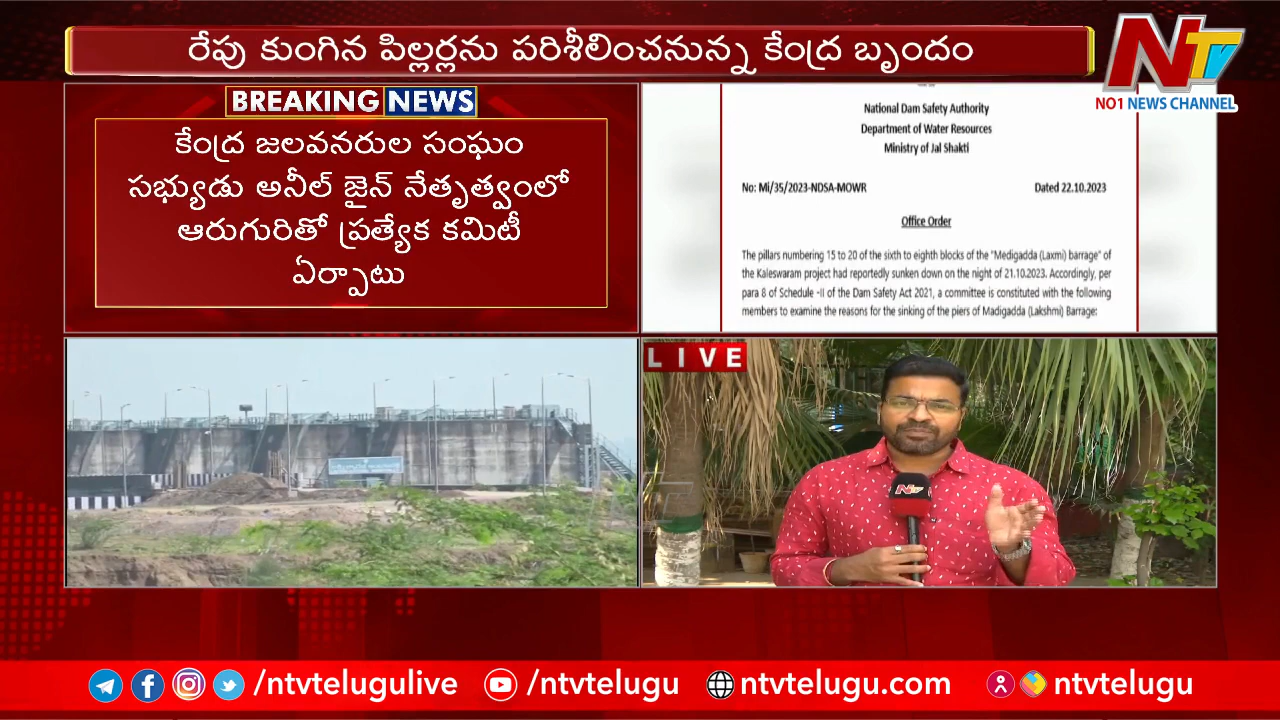 రేపు కుంగిన పిల్లర్లను పరిశీలించనున్న కేంద్ర బృందం
NTV
NO1 NEWS CHANNEL
BREAKING NEWS
కేంద్ర జలవనరుల సంఘం
సభ్యుడు అనీల్ జైన్ నేతృత్వంలో
ఆరుగురితో ప్రత్యేక కమిటీ
ఏర్పాటు
National Dam Safety Authority
Department of Water Resources
Ministry of Jal Shakti
No: Mi/35/2023-NDSA-MOWR Dated 22.10.2023
Office Order
The pillars numbering 15 to 20 of the sixth to eighth blocks of the "Medigadda (Laxmi) barrage" of
the Kaleswaram project had reportedly sunken down on the night of 21.10.2023. Accordingly, per
para 8 of Schedule -II of the Dam Safety Act 2021, a committee is constituted with the following
members to examine the reasons for the sinking of the piers of Madigadda (Lakshmi) Barrage:
LIVE
NTV
/ntvtelugulive
/ntvtelugu
ntvtelugu.com
ntvtelugu